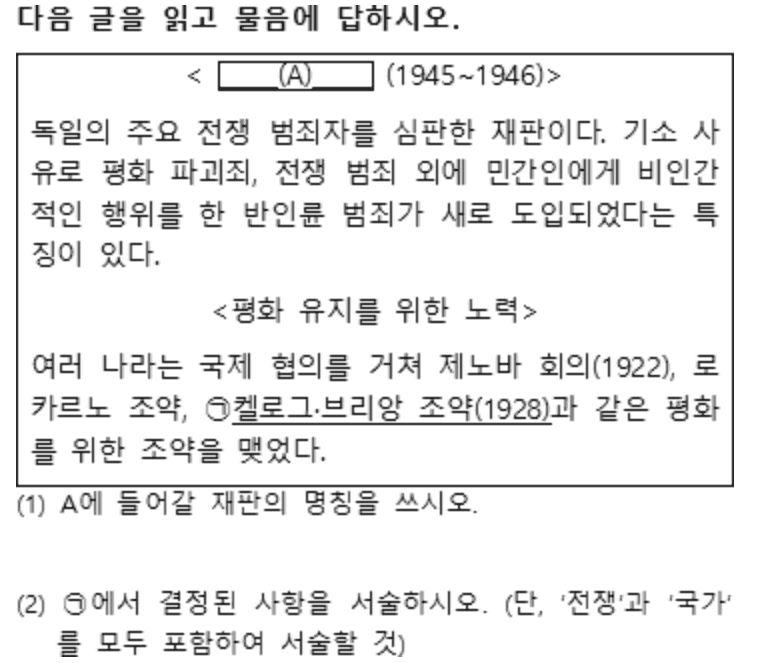 다음 글을 읽고 물음에 답하시오.
< (A) (1945~1946)>
독일의 주요 전쟁 범죄자를 심판한 재판이다. 기소 사
유로 평화 파괴죄, 전쟁 범죄 외에 민간인에게 비인간
적인 행위를 한 반인륜 범죄가 새로 도입되었다는 특
징이 있다.
<평화 유지를 위한 노력>
여러 나라는 국제 협의를 거쳐 제노바 회의(1922), 로
카르노 조약, ㉠켈로그·브리앙 조약(1928)과 같은 평화
를 위한 조약을 맺었다.
(1) A에 들어갈 재판의 명칭을 쓰시오.
(2) ㉠에서 결정된 사항을 서술하시오. (단, '전쟁'과 '국가'
를 모두 포함하여 서술할 것)